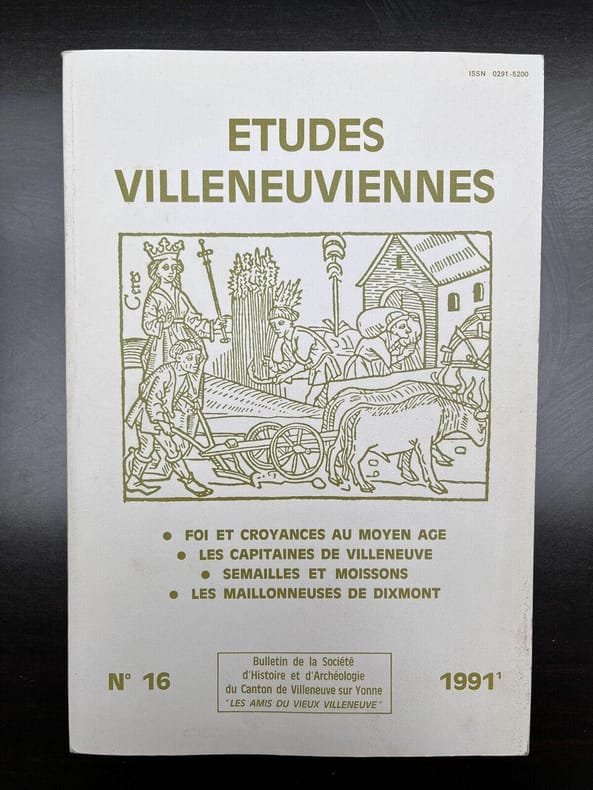 ISSN 0291-5200
ETUDES
VILLENEUVIENNES
Ceres
• FOI ET CROYANCES AU MOYEN AGE
• LES CAPITAINES DE VILLENEUVE
• SEMAILLES ET MOISSONS
• LES MAILLONNEUSES DE DIXMONT
N° 16
Bulletin de la Société
d'Histoire et d'Archéologie
du Canton de Villeneuve sur Yonne
"LES AMIS DU VIEUX VILLENEUVE"
1991¹